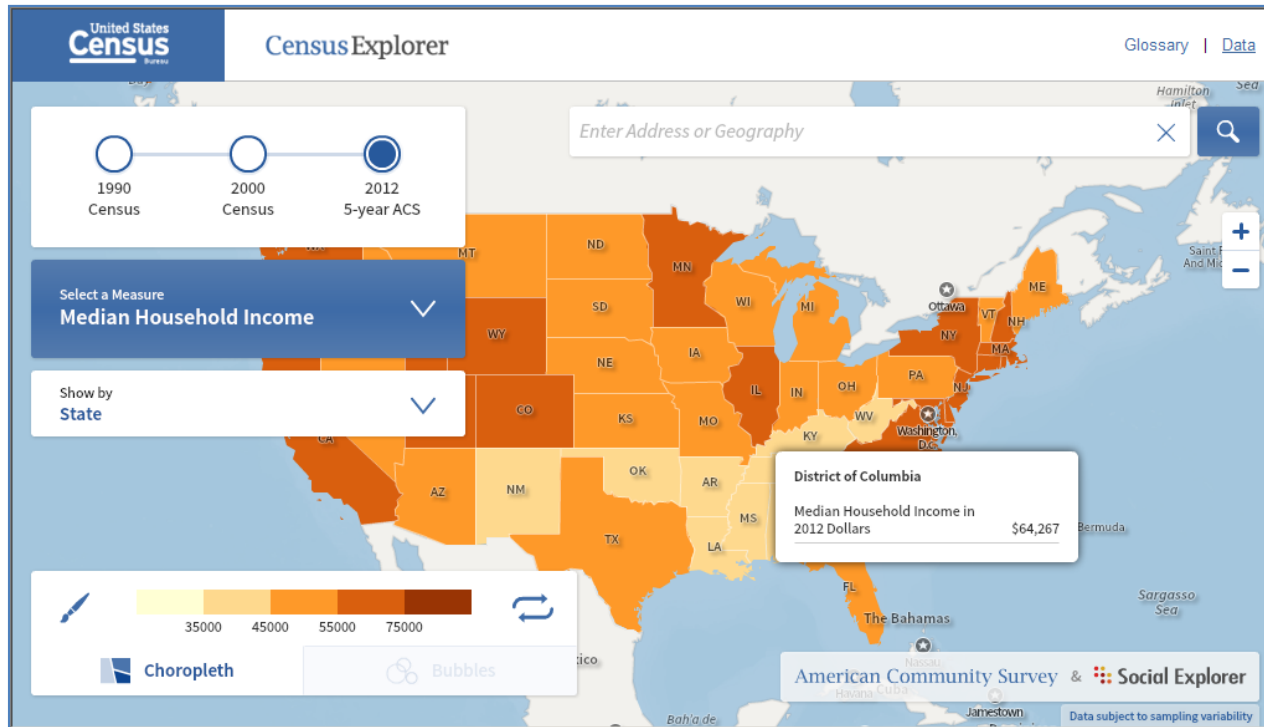 United States
Census
Bureau
Census Explorer
Glossary | Data
Hamilton
Inlet
Sea
Enter Address or Geography
1990
Census
2000
Census
2012
5-year ACS
Select a Measure
Median Household Income
Show by
State
MT
ND
MN
SD
WI
MI
WY
IA
NE
IL
IN
OH
PA
NY
VT
NH
ME
MA
NJ
Ottawa
Saint
And
CO
KS
MO
KY
WV
Washington,
D.C.
CA
AZ
NM
OK
AR
MS
LA
TX
FL
District of Columbia
Median Household Income in
2012 Dollars
$64,267
Bermuda
Sargasso
Sea
The Bahamas
Nassau
Havana
Cuba
35000
45000
55000
75000
Choropleth
Bubbles
ico
American Community Survey & Social Explorer
Jamestown
Data subject to sampling variability